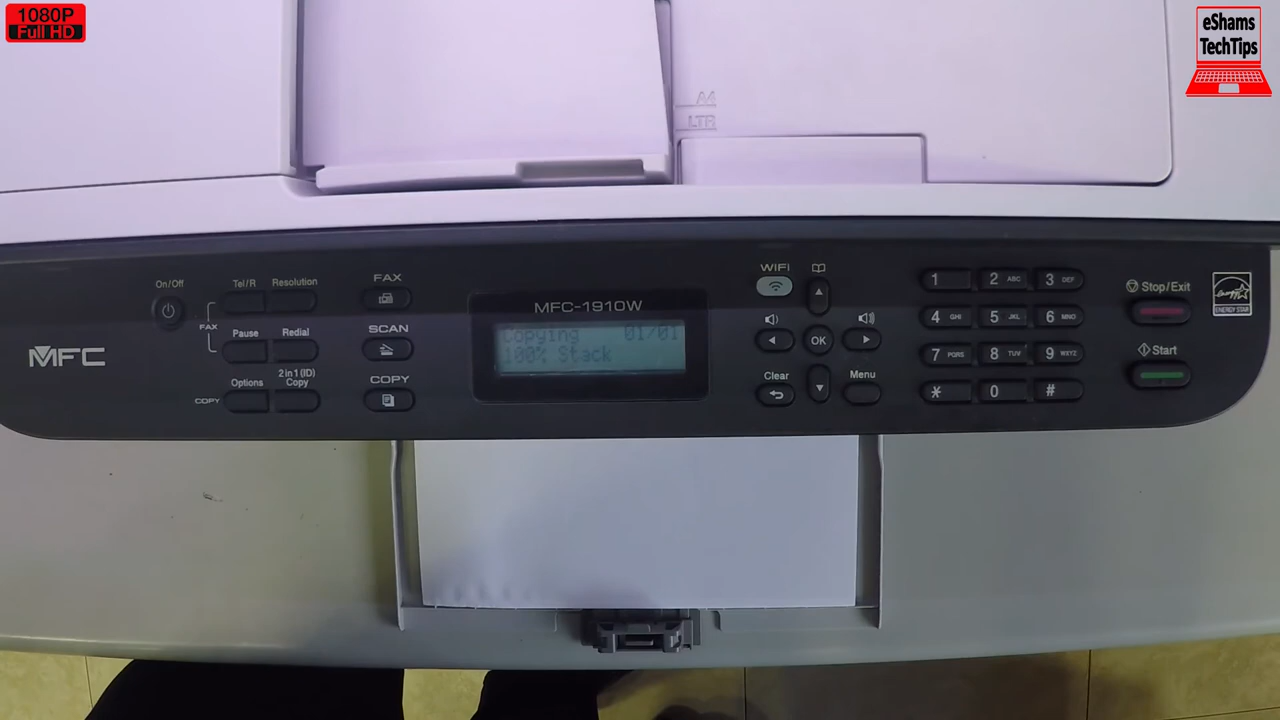 1080P
Full HD
eShams
TechTips
A4
LTR
On/Off
Tel/R
Resolution
FAX
Pause
Redial
Options
2 in 1 (ID)
Copy
COPY
MFC
FAX
SCAN
COPY
MFC-1910W
Copying 01/01
100% Stack
WiFi
OK
Clear
Menu
1 2 ABC 3 DEF
4 GHI 5 JKL 6 MNO
7 PQRS 8 TUV 9 WXYZ
* 0 #
Stop/Exit
Start
energy
ENERGY STAR